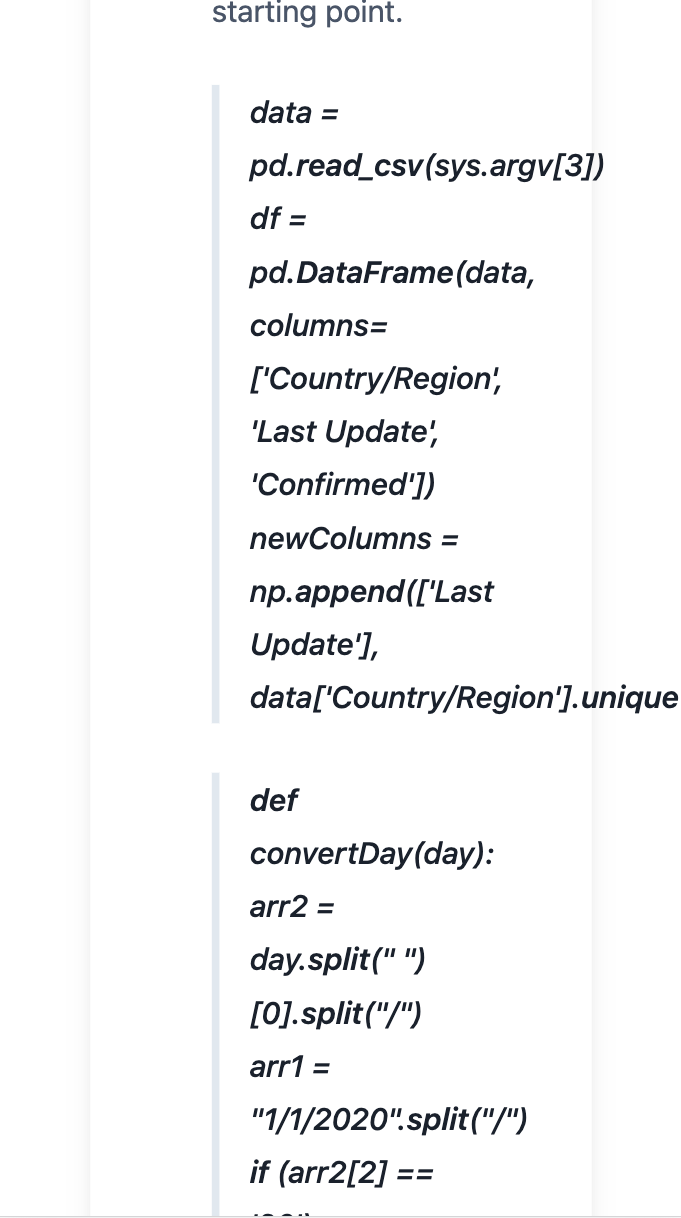 starting point.
data =
pd.read_csv(sys.argv[3])
df =
pd.DataFrame(data,
columns=
['Country/Region',
'Last Update',
'Confirmed'])
newColumns =
np.append(['Last
Update'],
data['Country/Region'].unique
def
convertDay(day):
arr2 =
day.split(" ")
[0].split("/")
arr1 =
"1/1/2020".split("/")
if (arr2[2] ==